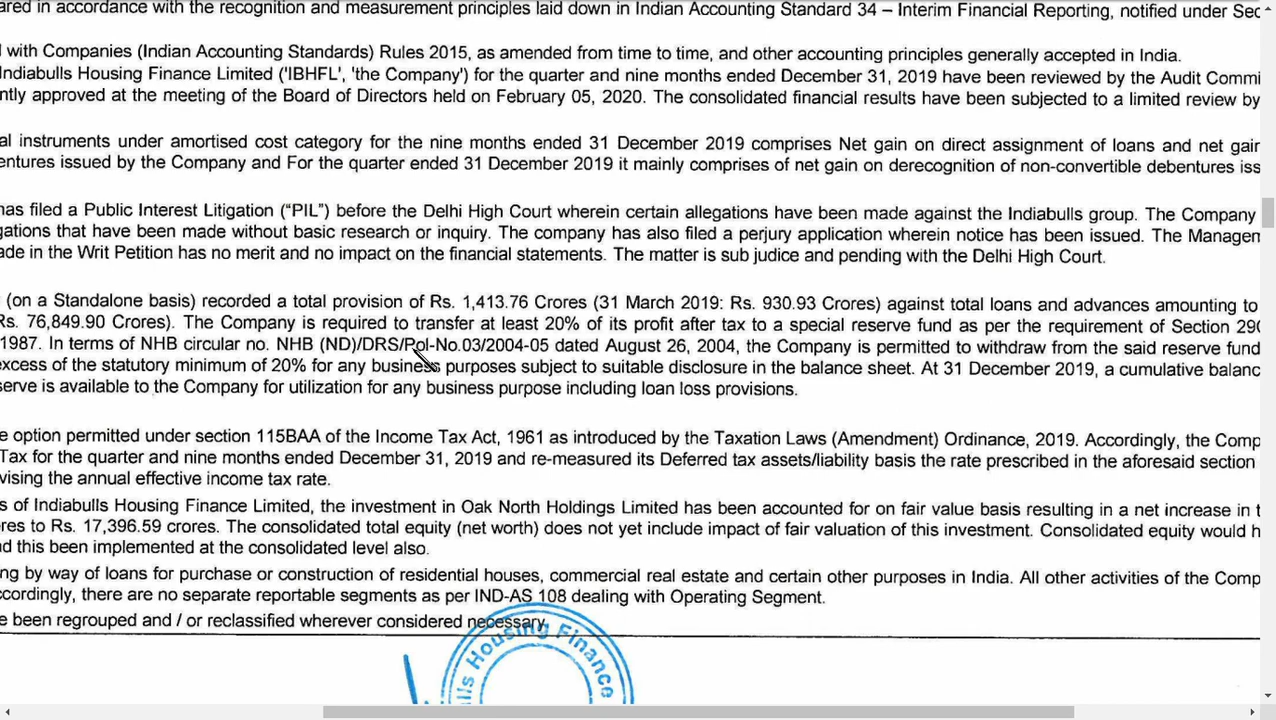 ared in accordance with the recognition and measurement principles laid down in Indian Accounting Standard 34 – Interim Financial Reporting, notified under Sec
with Companies (Indian Accounting Standards) Rules 2015, as amended from time to time, and other accounting principles generally accepted in India.
Indiabulls Housing Finance Limited ('IBHFL', 'the Company') for the quarter and nine months ended December 31, 2019 have been reviewed by the Audit Commi
ntly approved at the meeting of the Board of Directors held on February 05, 2020. The consolidated financial results have been subjected to a limited review by
al instruments under amortised cost category for the nine months ended 31 December 2019 comprises Net gain on direct assignment of loans and net gair
entures issued by the Company and For the quarter ended 31 December 2019 it mainly comprises of net gain on derecognition of non-convertible debentures iss
has filed a Public Interest Litigation (“PIL”) before the Delhi High Court wherein certain allegations have been made against the Indiabulls group. The Company
gations that have been made without basic research or inquiry. The company has also filed a perjury application wherein notice has been issued. The Managen
ade in the Writ Petition has no merit and no impact on the financial statements. The matter is sub judice and pending with the Delhi High Court.
(on a Standalone basis) recorded a total provision of Rs. 1,413.76 Crores (31 March 2019: Rs. 930.93 Crores) against total loans and advances amounting to
Rs. 76,849.90 Crores). The Company is required to transfer at least 20% of its profit after tax to a special reserve fund as per the requirement of Section 29
1987. In terms of NHB circular no. NHB (ND)/DRS/Pol-No.03/2004-05 dated August 26, 2004, the Company is permitted to withdraw from the said reserve fund
excess of the statutory minimum of 20% for any business purposes subject to suitable disclosure in the balance sheet. At 31 December 2019, a cumulative balanc
serve is available to the Company for utilization for any business purpose including loan loss provisions.
e option permitted under section 115BAA of the Income Tax Act, 1961 as introduced by the Taxation Laws (Amendment) Ordinance, 2019. Accordingly, the Comp
Tax for the quarter and nine months ended December 31, 2019 and re-measured its Deferred tax assets/liability basis the rate prescribed in the aforesaid section
vising the annual effective income tax rate.
s of Indiabulls Housing Finance Limited, the investment in Oak North Holdings Limited has been accounted for on fair value basis resulting in a net increase in t
res to Rs. 17,396.59 crores. The consolidated total equity (net worth) does not yet include impact of fair valuation of this investment. Consolidated equity would h
d this been implemented at the consolidated level also.
ng by way of loans for purchase or construction of residential houses, commercial real estate and certain other purposes in India. All other activities of the Comp
ccordingly, there are no separate reportable segments as per IND-AS 108 dealing with Operating Segment.
e been regrouped and / or reclassified wherever considered necessary.
lls Housing Finance